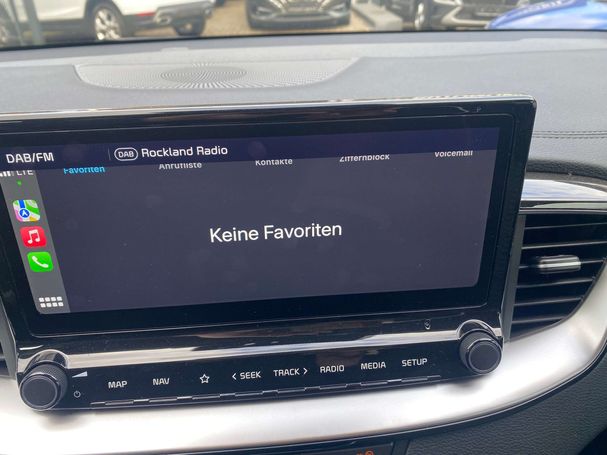 DAB/FM DAB Rockland Radio
LTE Favoriten Anrufliste Kontakte Ziffernblock Voicemail
Keine Favoriten
MAP NAV < SEEK TRACK > RADIO MEDIA SETUP